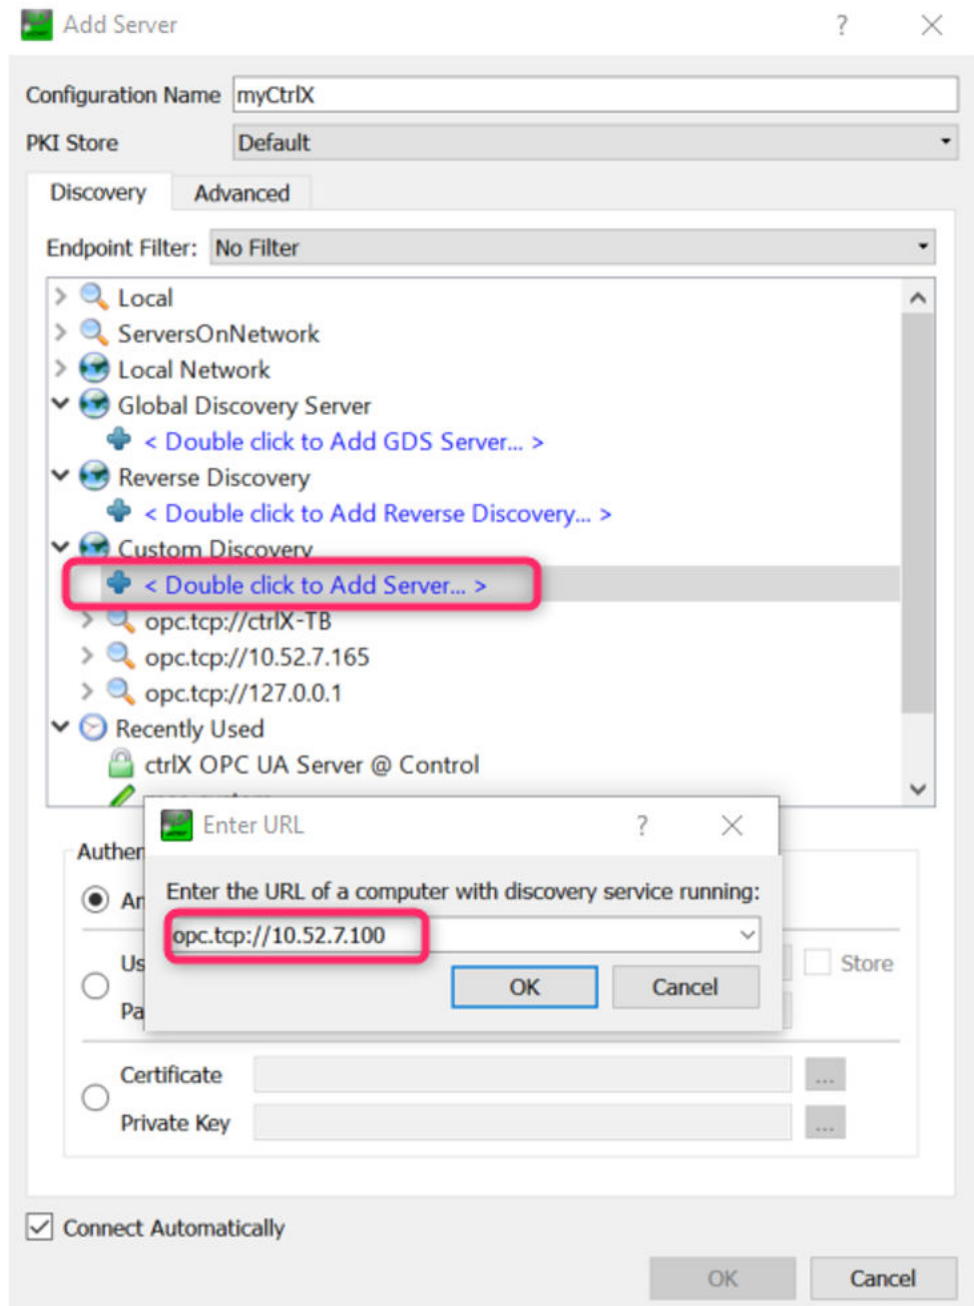 Add Server
?
Configuration Name myCtrlX
PKI Store Default
Discovery Advanced
Endpoint Filter: No Filter
Local
ServersOnNetwork
Local Network
Global Discovery Server
< Double click to Add GDS Server... >
Reverse Discovery
< Double click to Add Reverse Discovery... >
Custom Discovery
< Double click to Add Server... >
opc.tcp://ctrlX-TB
opc.tcp://10.52.7.165
opc.tcp://127.0.0.1
Recently Used
ctrlX OPC UA Server @ Control
Enter URL ?
Authen
Enter the URL of a computer with discovery service running:
An
opc.tcp://10.52.7.100
Us Store
OK Cancel
Pa
Certificate ...
Private Key ...
Connect Automatically
OK Cancel